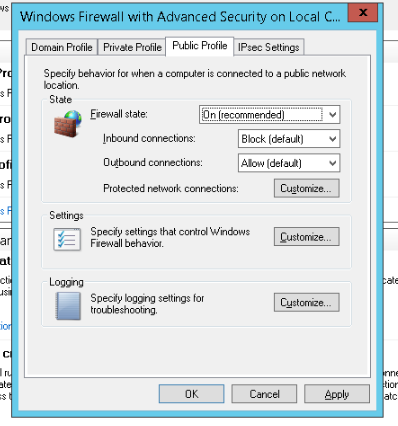 Windows Firewall with Advanced Security on Local C...
x
Domain Profile Private Profile Public Profile IPsec Settings
Specify behavior for when a computer is connected to a public network
location.
State
Firewall state: On (recommended)
Inbound connections: Block (default)
Outbound connections: Allow (default)
Protected network connections: Customize...
Settings
Specify settings that control Windows
Firewall behavior.
Customize...
Logging
Specify logging settings for
troubleshooting.
Customize...
OK Cancel Apply